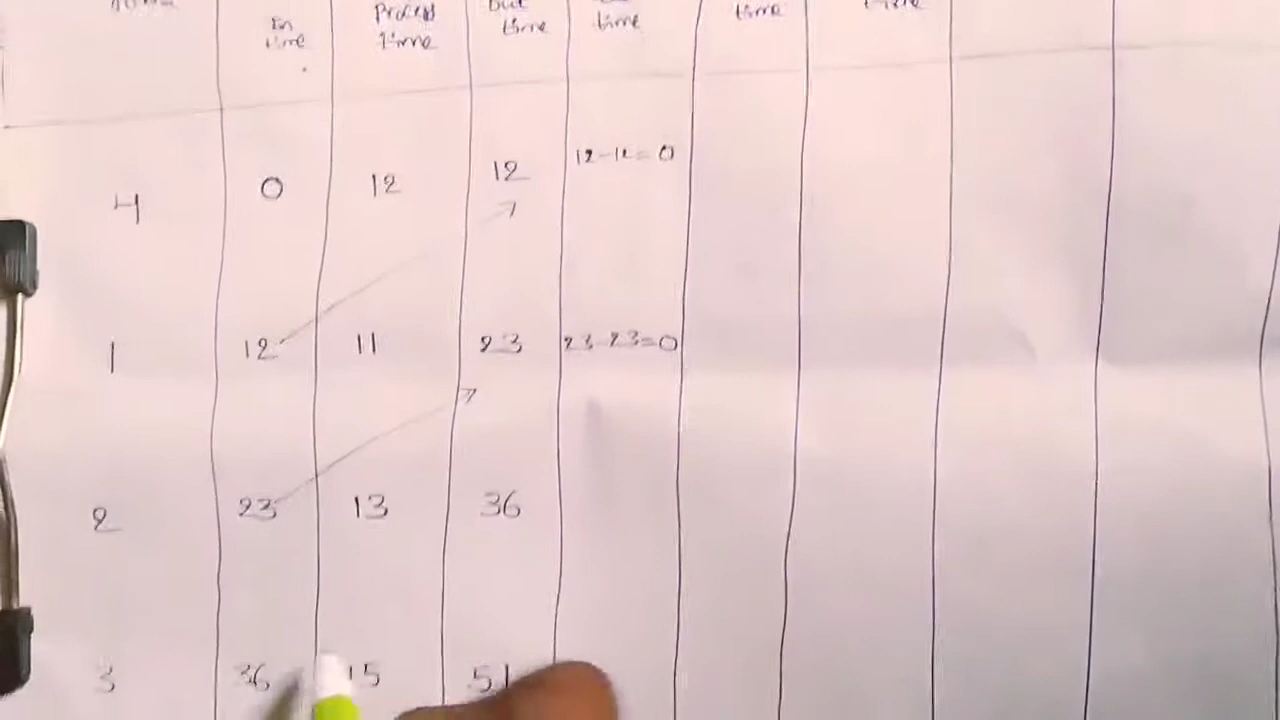 In time
Process time
time
time
time
4 0 12 12 12-12=0
1 12 11 23 23-23=0
2 23 13 36
3 36 15 51